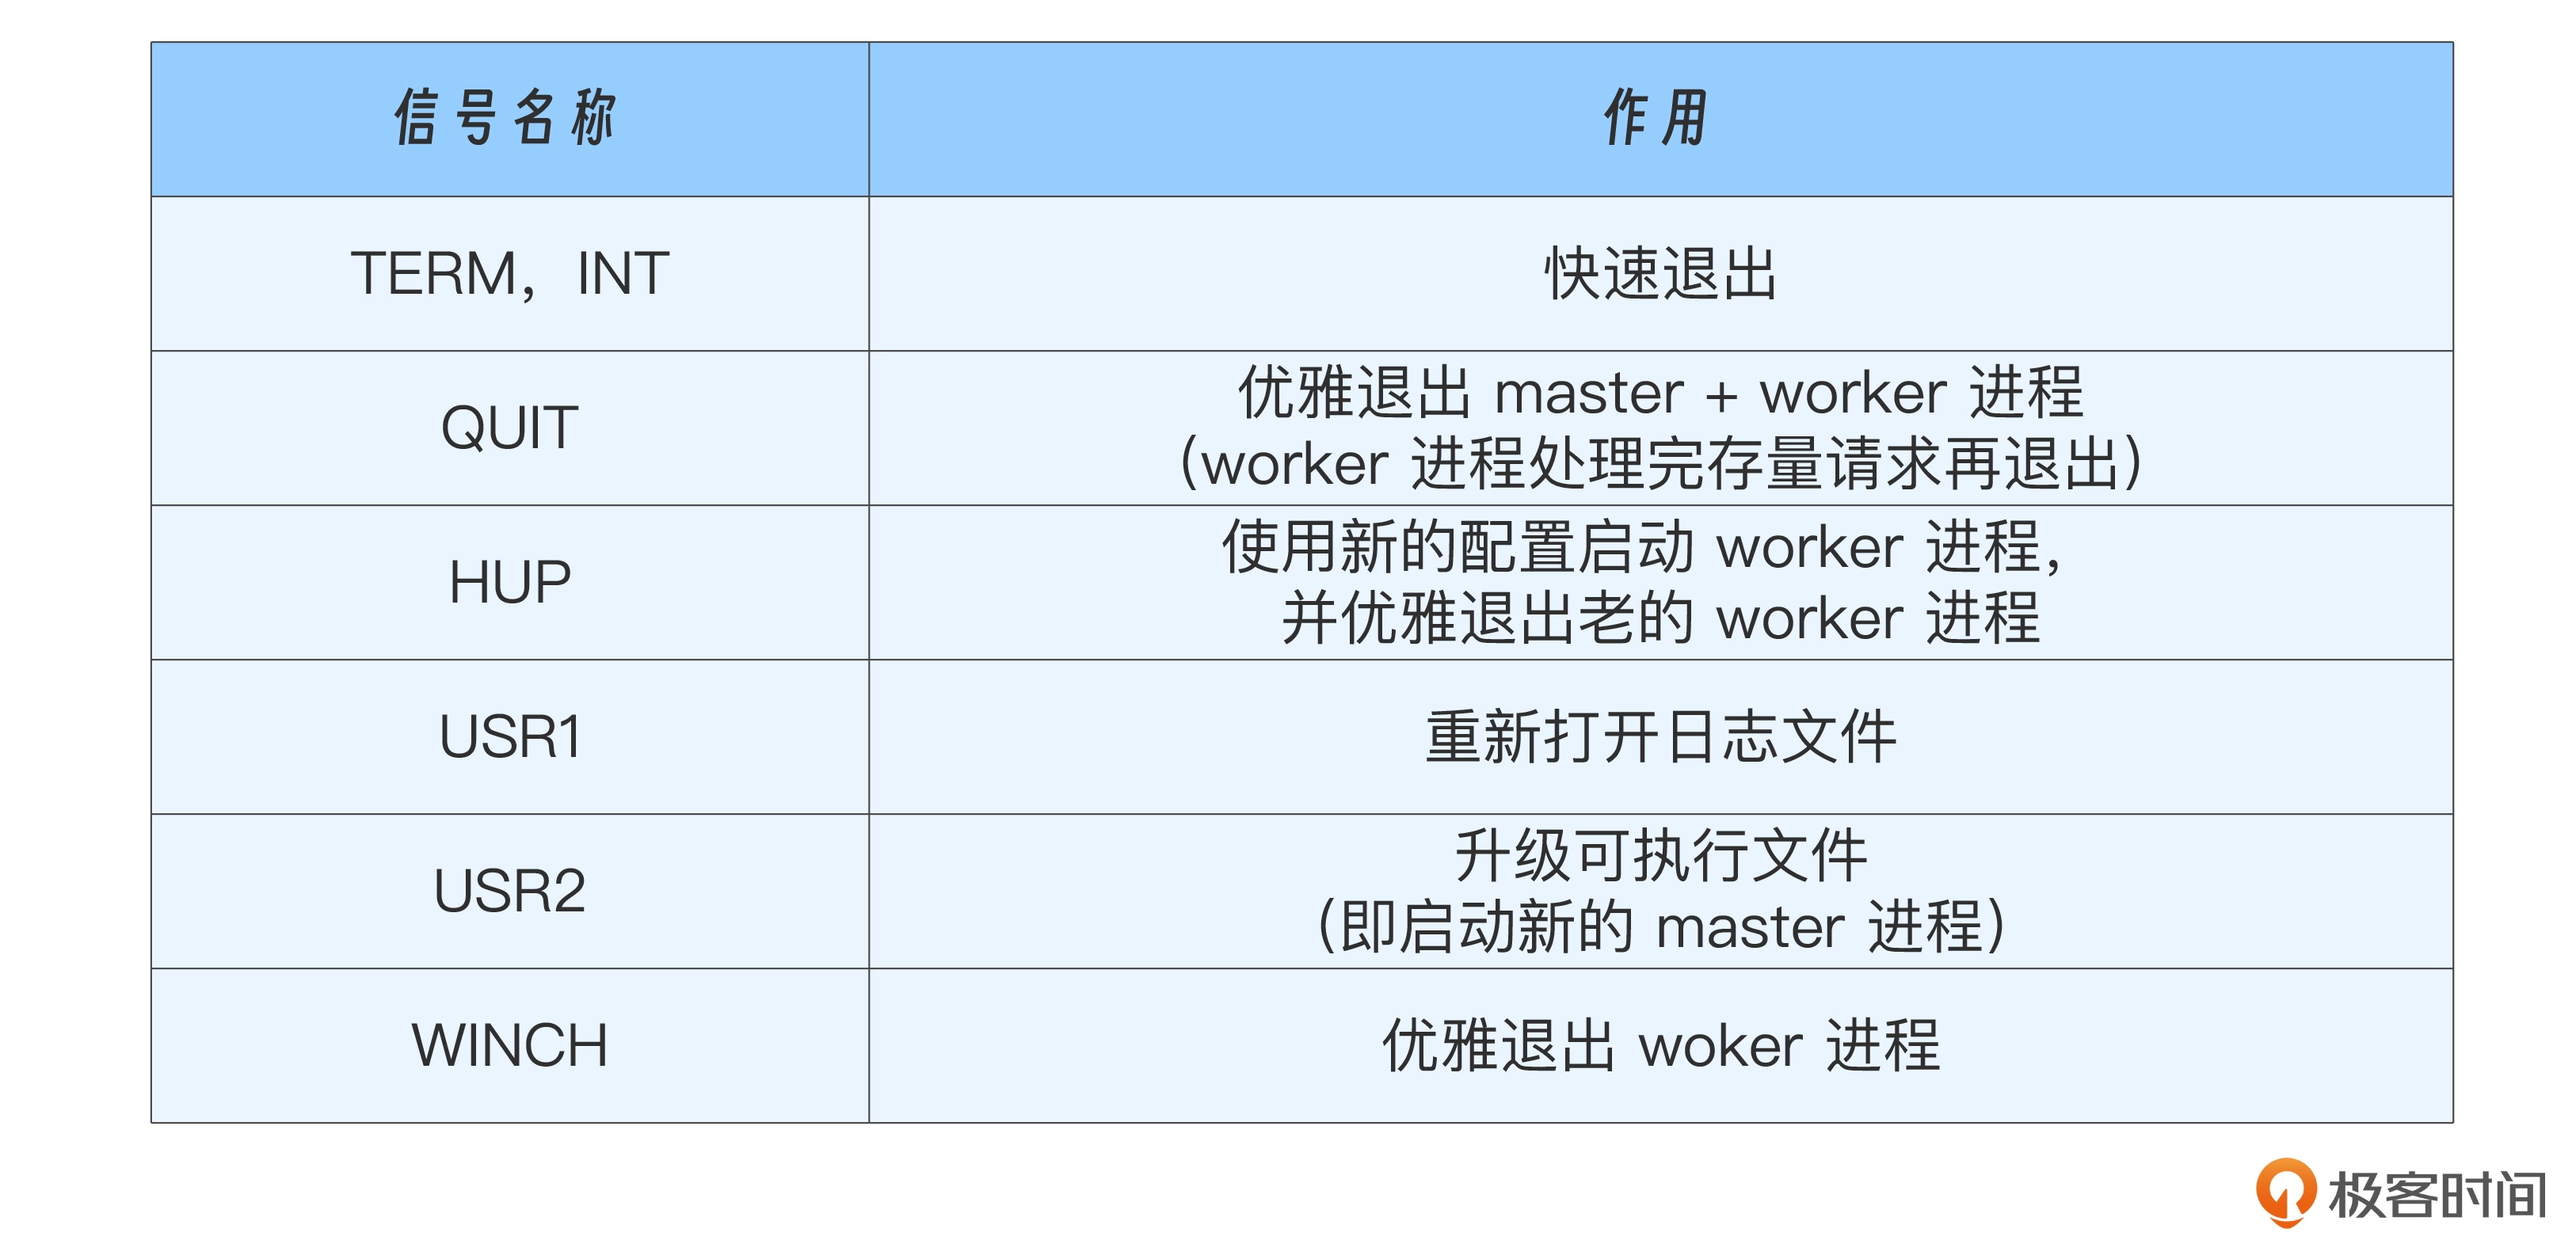 信号名称
作用
TERM，INT
快速退出
QUIT
优雅退出 master + worker 进程
(worker 进程处理完存量请求再退出)
HUP
使用新的配置启动 worker 进程，
并优雅退出老的 worker 进程
USR1
重新打开日志文件
USR2
升级可执行文件
(即启动新的 master 进程)
WINCH
优雅退出 woker 进程
极客时间